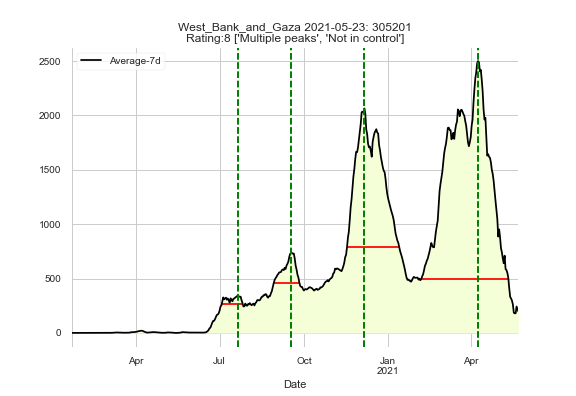 West_Bank_and_Gaza 2021-05-23: 305201
Rating:8 ['Multiple peaks', 'Not in control']
Average-7d
2500
2000
1500
1000
500
0
Apr
Jul
Oct
Jan
2021
Apr
Date